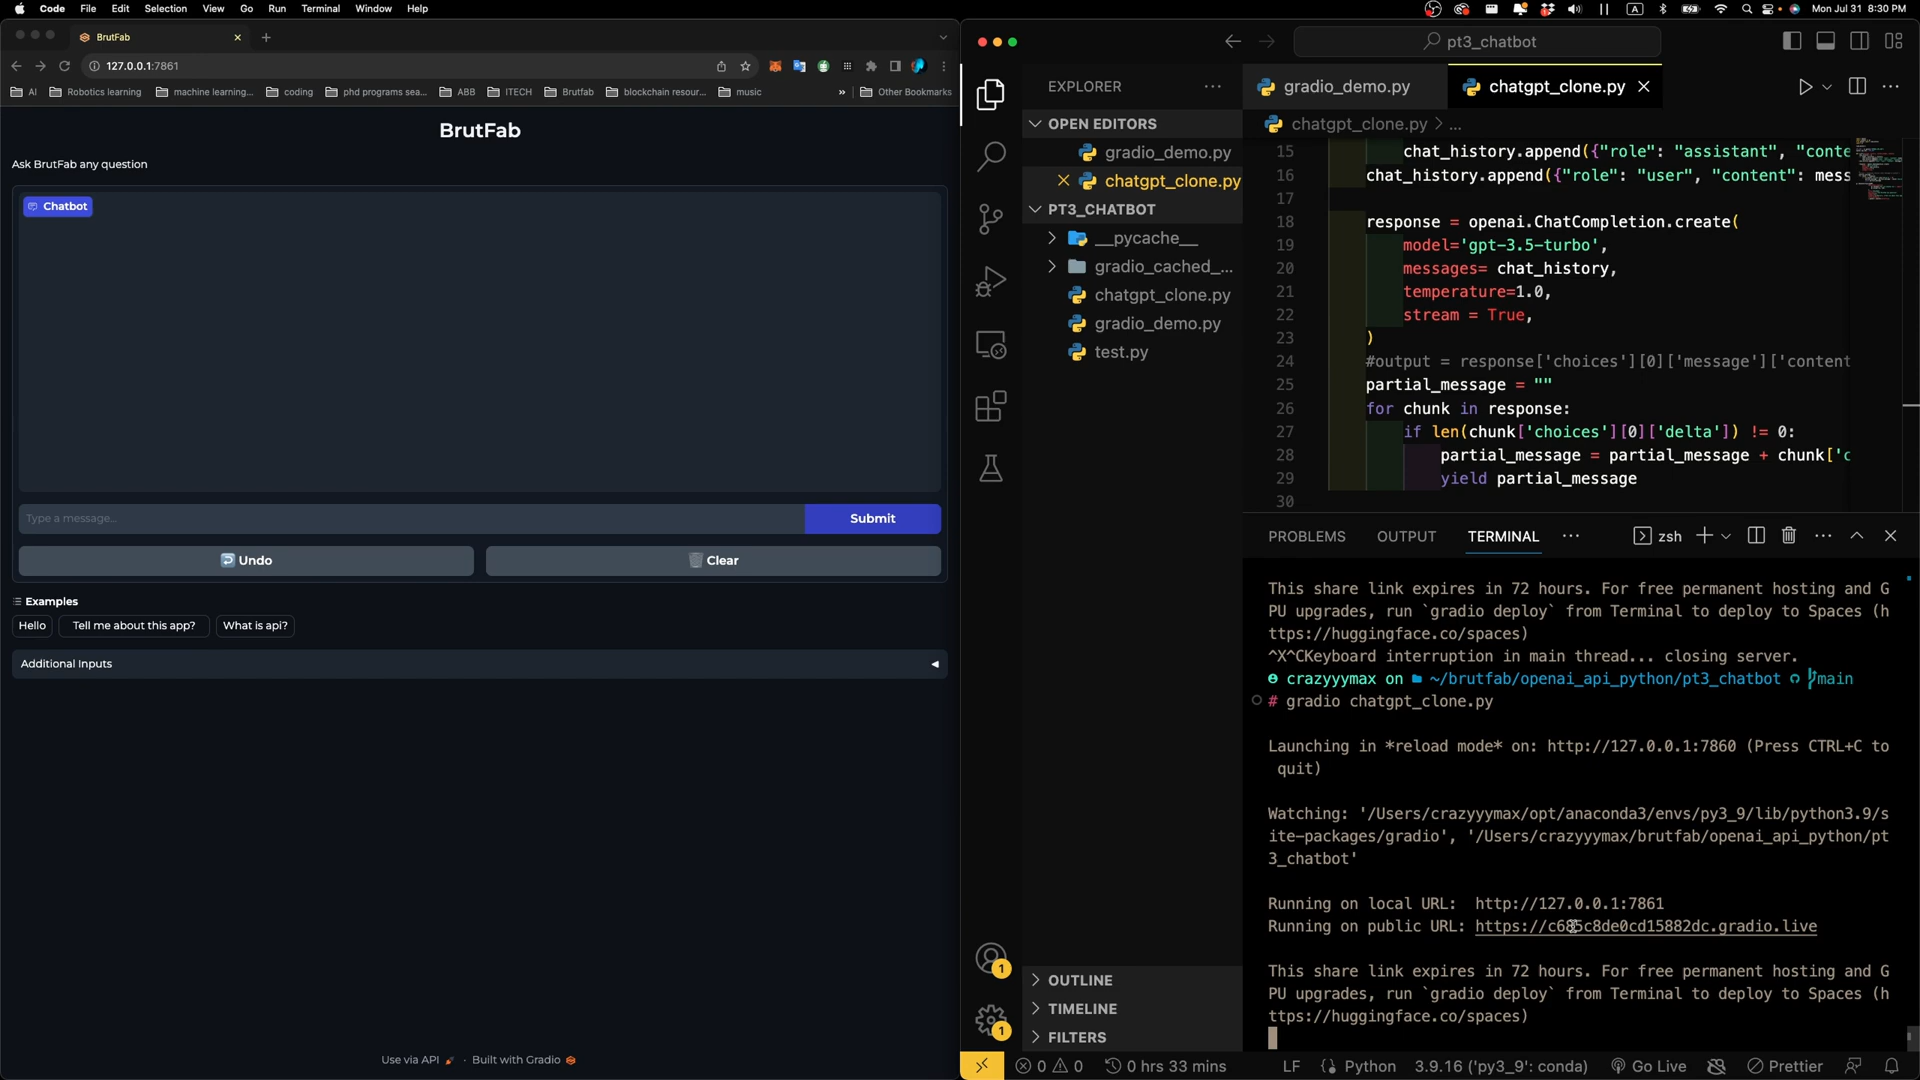 Code File Edit Selection View Go Run Terminal Window Help
A
Mon Jul 31 8:30 PM
BrutFab
127.0.0.1:7861
AI Robotics learning machine learning... coding phd programs sea... ABB ITECH Brutfab blockchain resour... music » Other Bookmarks
BrutFab
Ask BrutFab any question
Chatbot
Type a message...
Submit
Undo
Clear
Examples
Hello
Tell me about this app?
What is api?
Additional Inputs
Use via API · Built with Gradio
pt3_chatbot
EXPLORER
OPEN EDITORS
gradio_demo.py
chatgpt_clone.py
PT3_CHATBOT
__pycache__
gradio_cached_...
chatgpt_clone.py
gradio_demo.py
test.py
OUTLINE
TIMELINE
FILTERS
1
1
gradio_demo.py
chatgpt_clone.py
chatgpt_clone.py > ...
15 chat_history.append({"role": "assistant", "conte
16 chat_history.append({"role": "user", "content": mess
17
18 response = openai.ChatCompletion.create(
19 model='gpt-3.5-turbo',
20 messages= chat_history,
21 temperature=1.0,
22 stream = True,
23 )
24 #output = response['choices'][0]['message']['content
25 partial_message = ""
26 for chunk in response:
27 if len(chunk['choices'][0]['delta']) != 0:
28 partial_message = partial_message + chunk['c
29 yield partial_message
30
PROBLEMS OUTPUT TERMINAL ... zsh
This share link expires in 72 hours. For free permanent hosting and G
PU upgrades, run `gradio deploy` from Terminal to deploy to Spaces (h
ttps://huggingface.co/spaces)
^X^CKeyboard interruption in main thread... closing server.
crazyyymax on ~/brutfab/openai_api_python/pt3_chatbot main
# gradio chatgpt_clone.py
Launching in *reload mode* on: http://127.0.0.1:7860 (Press CTRL+C to
quit)
Watching: '/Users/crazyyymax/opt/anaconda3/envs/py3_9/lib/python3.9/s
ite-packages/gradio', '/Users/crazyyymax/brutfab/openai_api_python/pt
3_chatbot'
Running on local URL: http://127.0.0.1:7861
Running on public URL: https://c685c8de0cd15882dc.gradio.live
This share link expires in 72 hours. For free permanent hosting and G
PU upgrades, run `gradio deploy` from Terminal to deploy to Spaces (h
ttps://huggingface.co/spaces)
0 0 0 hrs 33 mins LF Python 3.9.16 ('py3_9': conda) Go Live Prettier